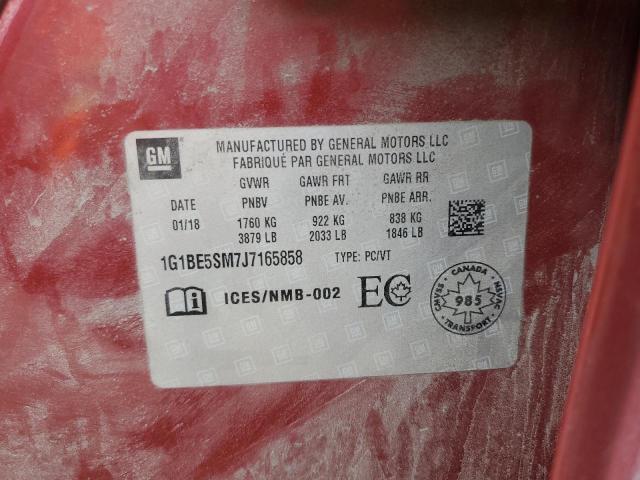 GM
MANUFACTURED BY GENERAL MOTORS LLC
FABRIQUÉ PAR GENERAL MOTORS LLC
GVWR GAWR FRT GAWR RR
DATE PNBV PNBE AV. PNBE ARR.
01/18 1760 KG 922 KG 838 KG
3879 LB 2033 LB 1846 LB
1G1BE5SM7J7165858 TYPE: PC/VT
ICES/NMB-002 EC
CANADA
CMVSS 985 NSVAC
TRANSPORT